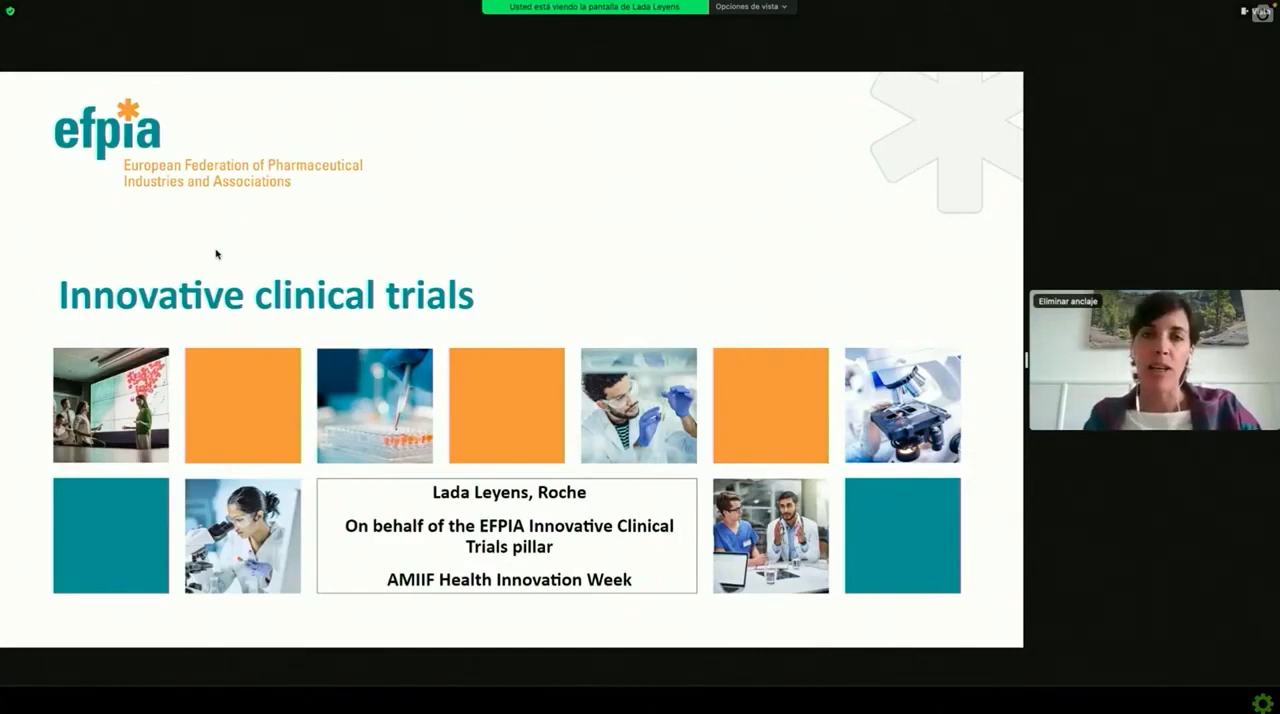 Usted está viendo la pantalla de Lada Leyens
Opciones de vista
efpia
European Federation of Pharmaceutical
Industries and Associations
Innovative clinical trials
Eliminar anclaje
Lada Leyens, Roche
On behalf of the EFPIA Innovative Clinical
Trials pillar
AMIIF Health Innovation Week